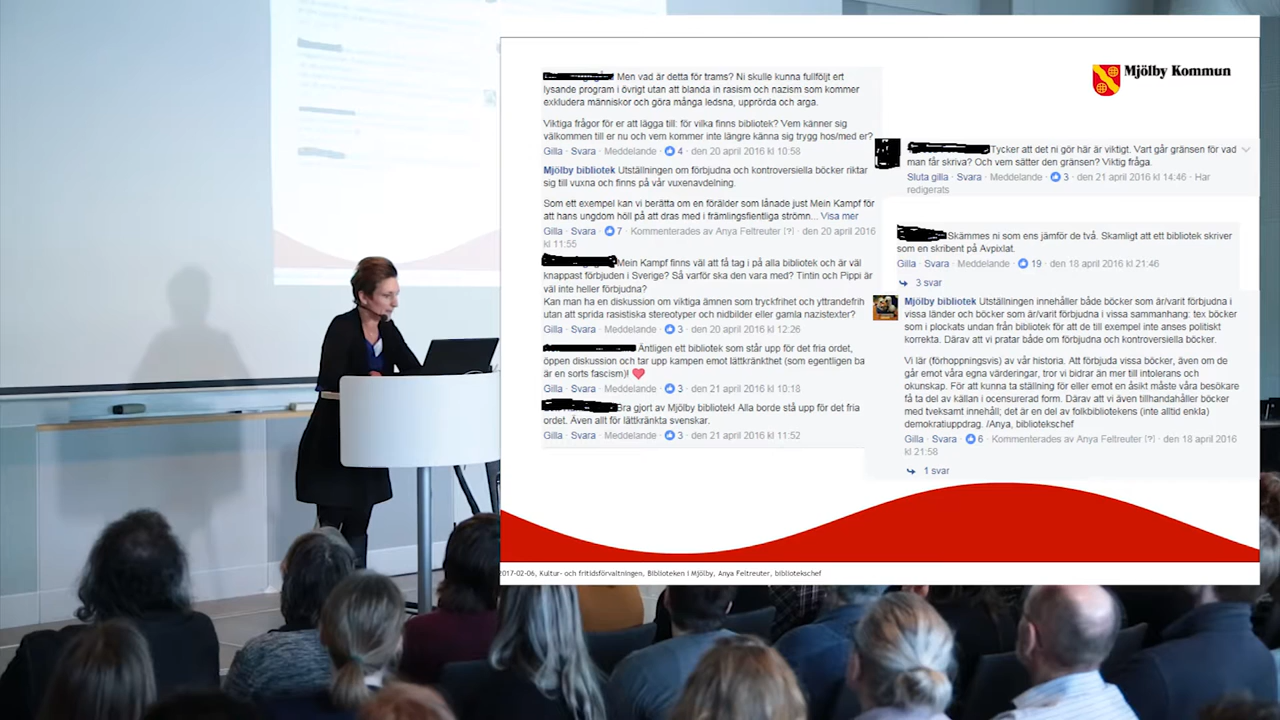 Men vad är detta för trams? Ni skulle kunna fullföljt ert
lysande program i övrigt utan att blanda in rasism och nazism som kommer
exkludera människor och göra många ledsna, upprörda och arga.
Viktiga frågor för er att lägga till: för vilka finns bibliotek? Vem känner sig
välkommen till er nu och vem kommer inte längre känna sig trygg hos/med er?
Gilla · Svara · Meddelande · 4 · den 20 april 2016 kl 10:58
Mjölby bibliotek Utställningen om förbjudna och kontroversiella böcker riktar
sig till vuxna och finns på vår vuxenavdelning.
Som ett exempel kan vi berätta om en förälder som lånade just Mein Kampf för
att hans ungdom höll på att dras med i främlingsfientliga strömn... Visa mer
Gilla · Svara · 7 · Kommenterades av Anya Feltreuter [?] · den 20 april 2016
kl 11:55
Mein Kampf finns väl att få tag i på alla bibliotek och är väl
knappast förbjuden i Sverige? Så varför ska den vara med? Tintin och Pippi är
väl inte heller förbjudna?
Kan man ha en diskussion om viktiga ämnen som tryckfrihet och yttrandefrih
utan att sprida rasistiska stereotyper och nidbilder eller gamla nazistexter?
Gilla · Svara · Meddelande · 3 · den 20 april 2016 kl 12:26
Äntligen ett bibliotek som står upp för det fria ordet,
öppen diskussion och tar upp kampen emot lättkränkthet (som egentligen ba
är en sorts fascism)! ❤
Gilla · Svara · Meddelande · 3 · den 21 april 2016 kl 10:18
Bra gjort av Mjölby bibliotek! Alla borde stå upp för det fria
ordet. Även allt för lättkränkta svenskar.
Gilla · Svara · Meddelande · 3 · den 21 april 2016 kl 11:52
Mjölby Kommun
Tycker att det ni gör här är viktigt. Vart går gränsen för vad
man får skriva? Och vem sätter den gränsen? Viktig fråga.
Sluta gilla · Svara · Meddelande · 3 · den 21 april 2016 kl 14:46 · Har
redigerats
Skämmes ni som ens jämför de två. Skamligt att ett bibliotek skriver
som en skribent på Avpixlat.
Gilla · Svara · Meddelande · 19 · den 18 april 2016 kl 21:46
3 svar
Mjölby bibliotek Utställningen innehåller både böcker som är/varit förbjudna i
vissa länder och böcker som är/varit förbjudna i vissa sammanhang: tex böcker
som i plockats undan från bibliotek för att de till exempel inte anses politiskt
korrekta. Därav att vi pratar både om förbjudna och kontroversiella böcker.
Vi lär (förhoppningsvis) av vår historia. Att förbjuda vissa böcker, även om de
går emot våra egna värderingar, tror vi bidrar än mer till intolerans och
okunskap. För att kunna ta ställning för eller emot en åsikt måste våra besökare
få ta del av källan i ocensurerad form. Därav att vi även tillhandahåller böcker
med tveksamt innehåll; det är en del av folkbibliotekens (inte alltid enkla)
demokratiuppdrag. //Anya, bibliotekschef
Gilla · Svara · 6 · Kommenterades av Anya Feltreuter [?] · den 18 april 2016
kl 21:58
1 svar
2017-02-06, Kultur- och fritidsförvaltningen, Biblioteken i Mjölby, Anya Feltreuter, bibliotekschef